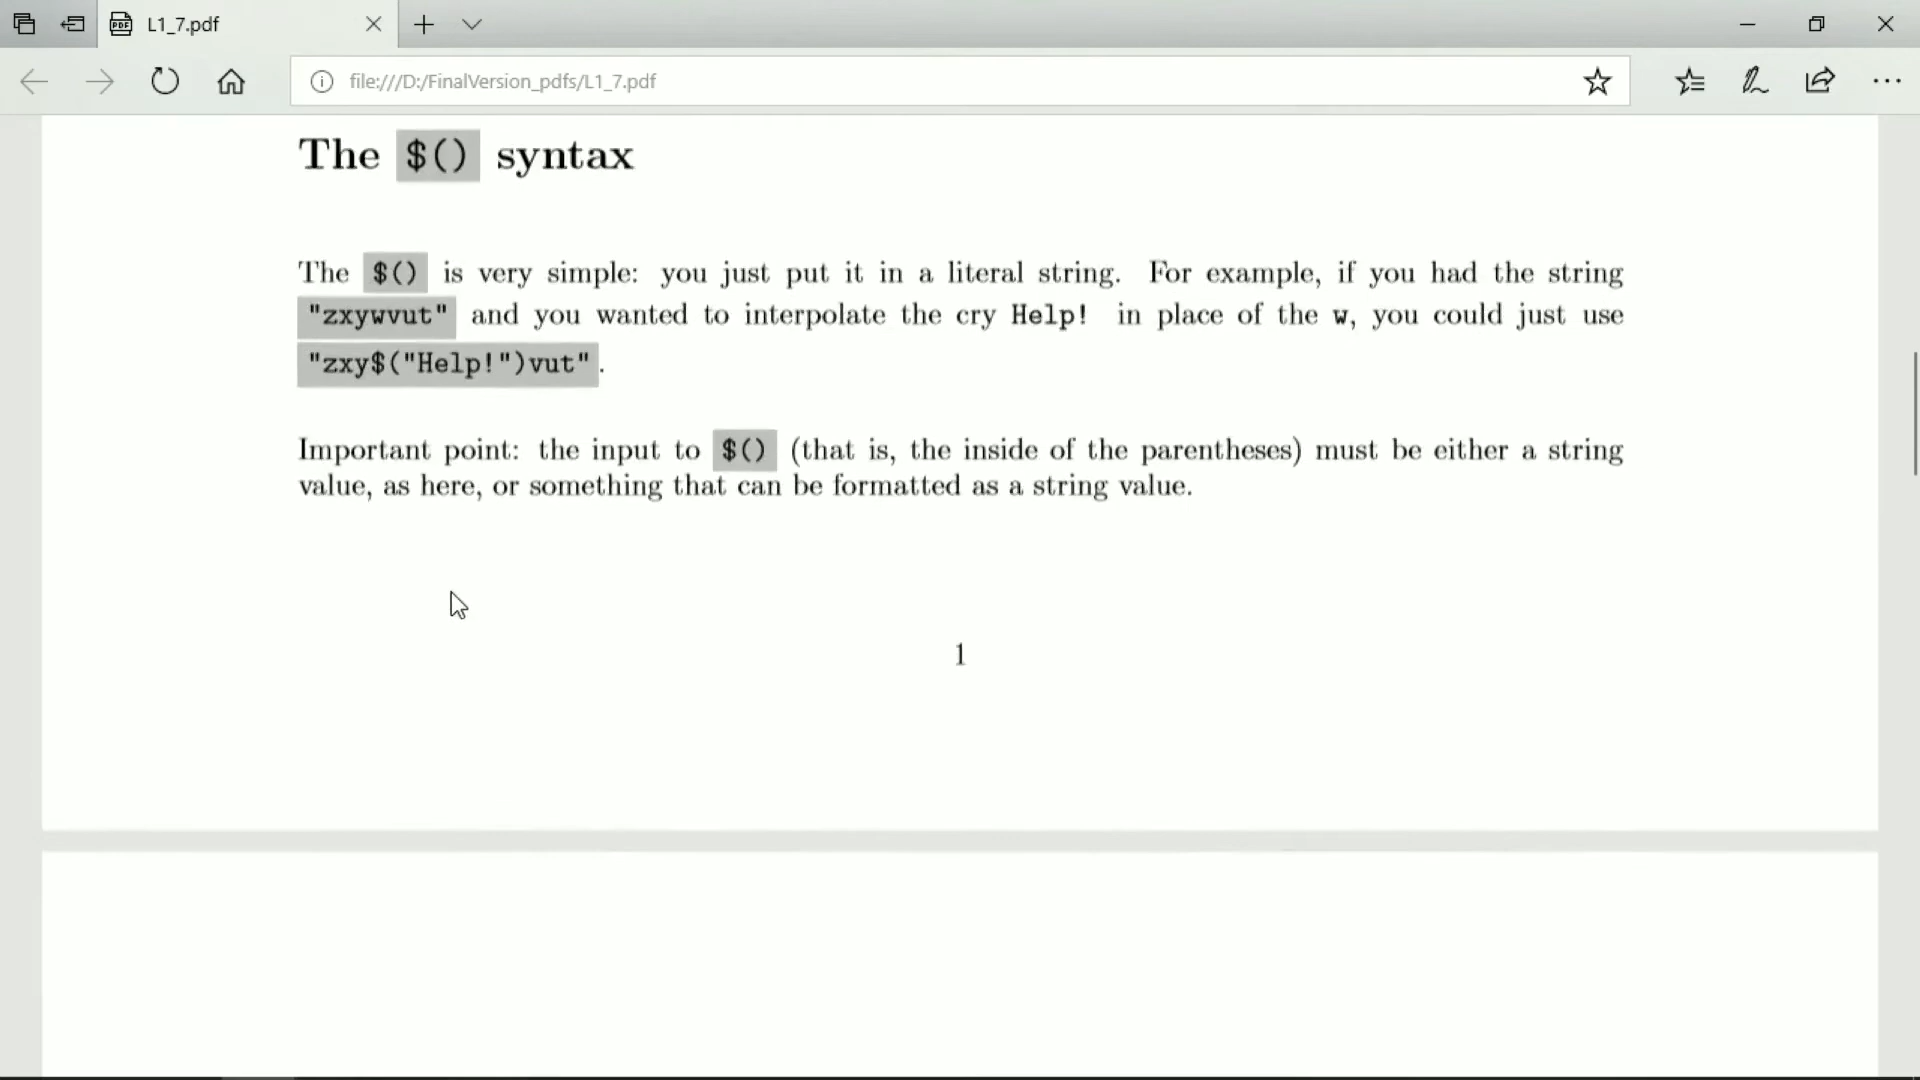 L1_7.pdf
file:///D:/FinalVersion_pdfs/L1_7.pdf
The $() syntax
The $() is very simple: you just put it in a literal string. For example, if you had the string
"zxywvut" and you wanted to interpolate the cry Help! in place of the w, you could just use
"zxy$("Help!")vut".
Important point: the input to $() (that is, the inside of the parentheses) must be either a string
value, as here, or something that can be formatted as a string value.
1